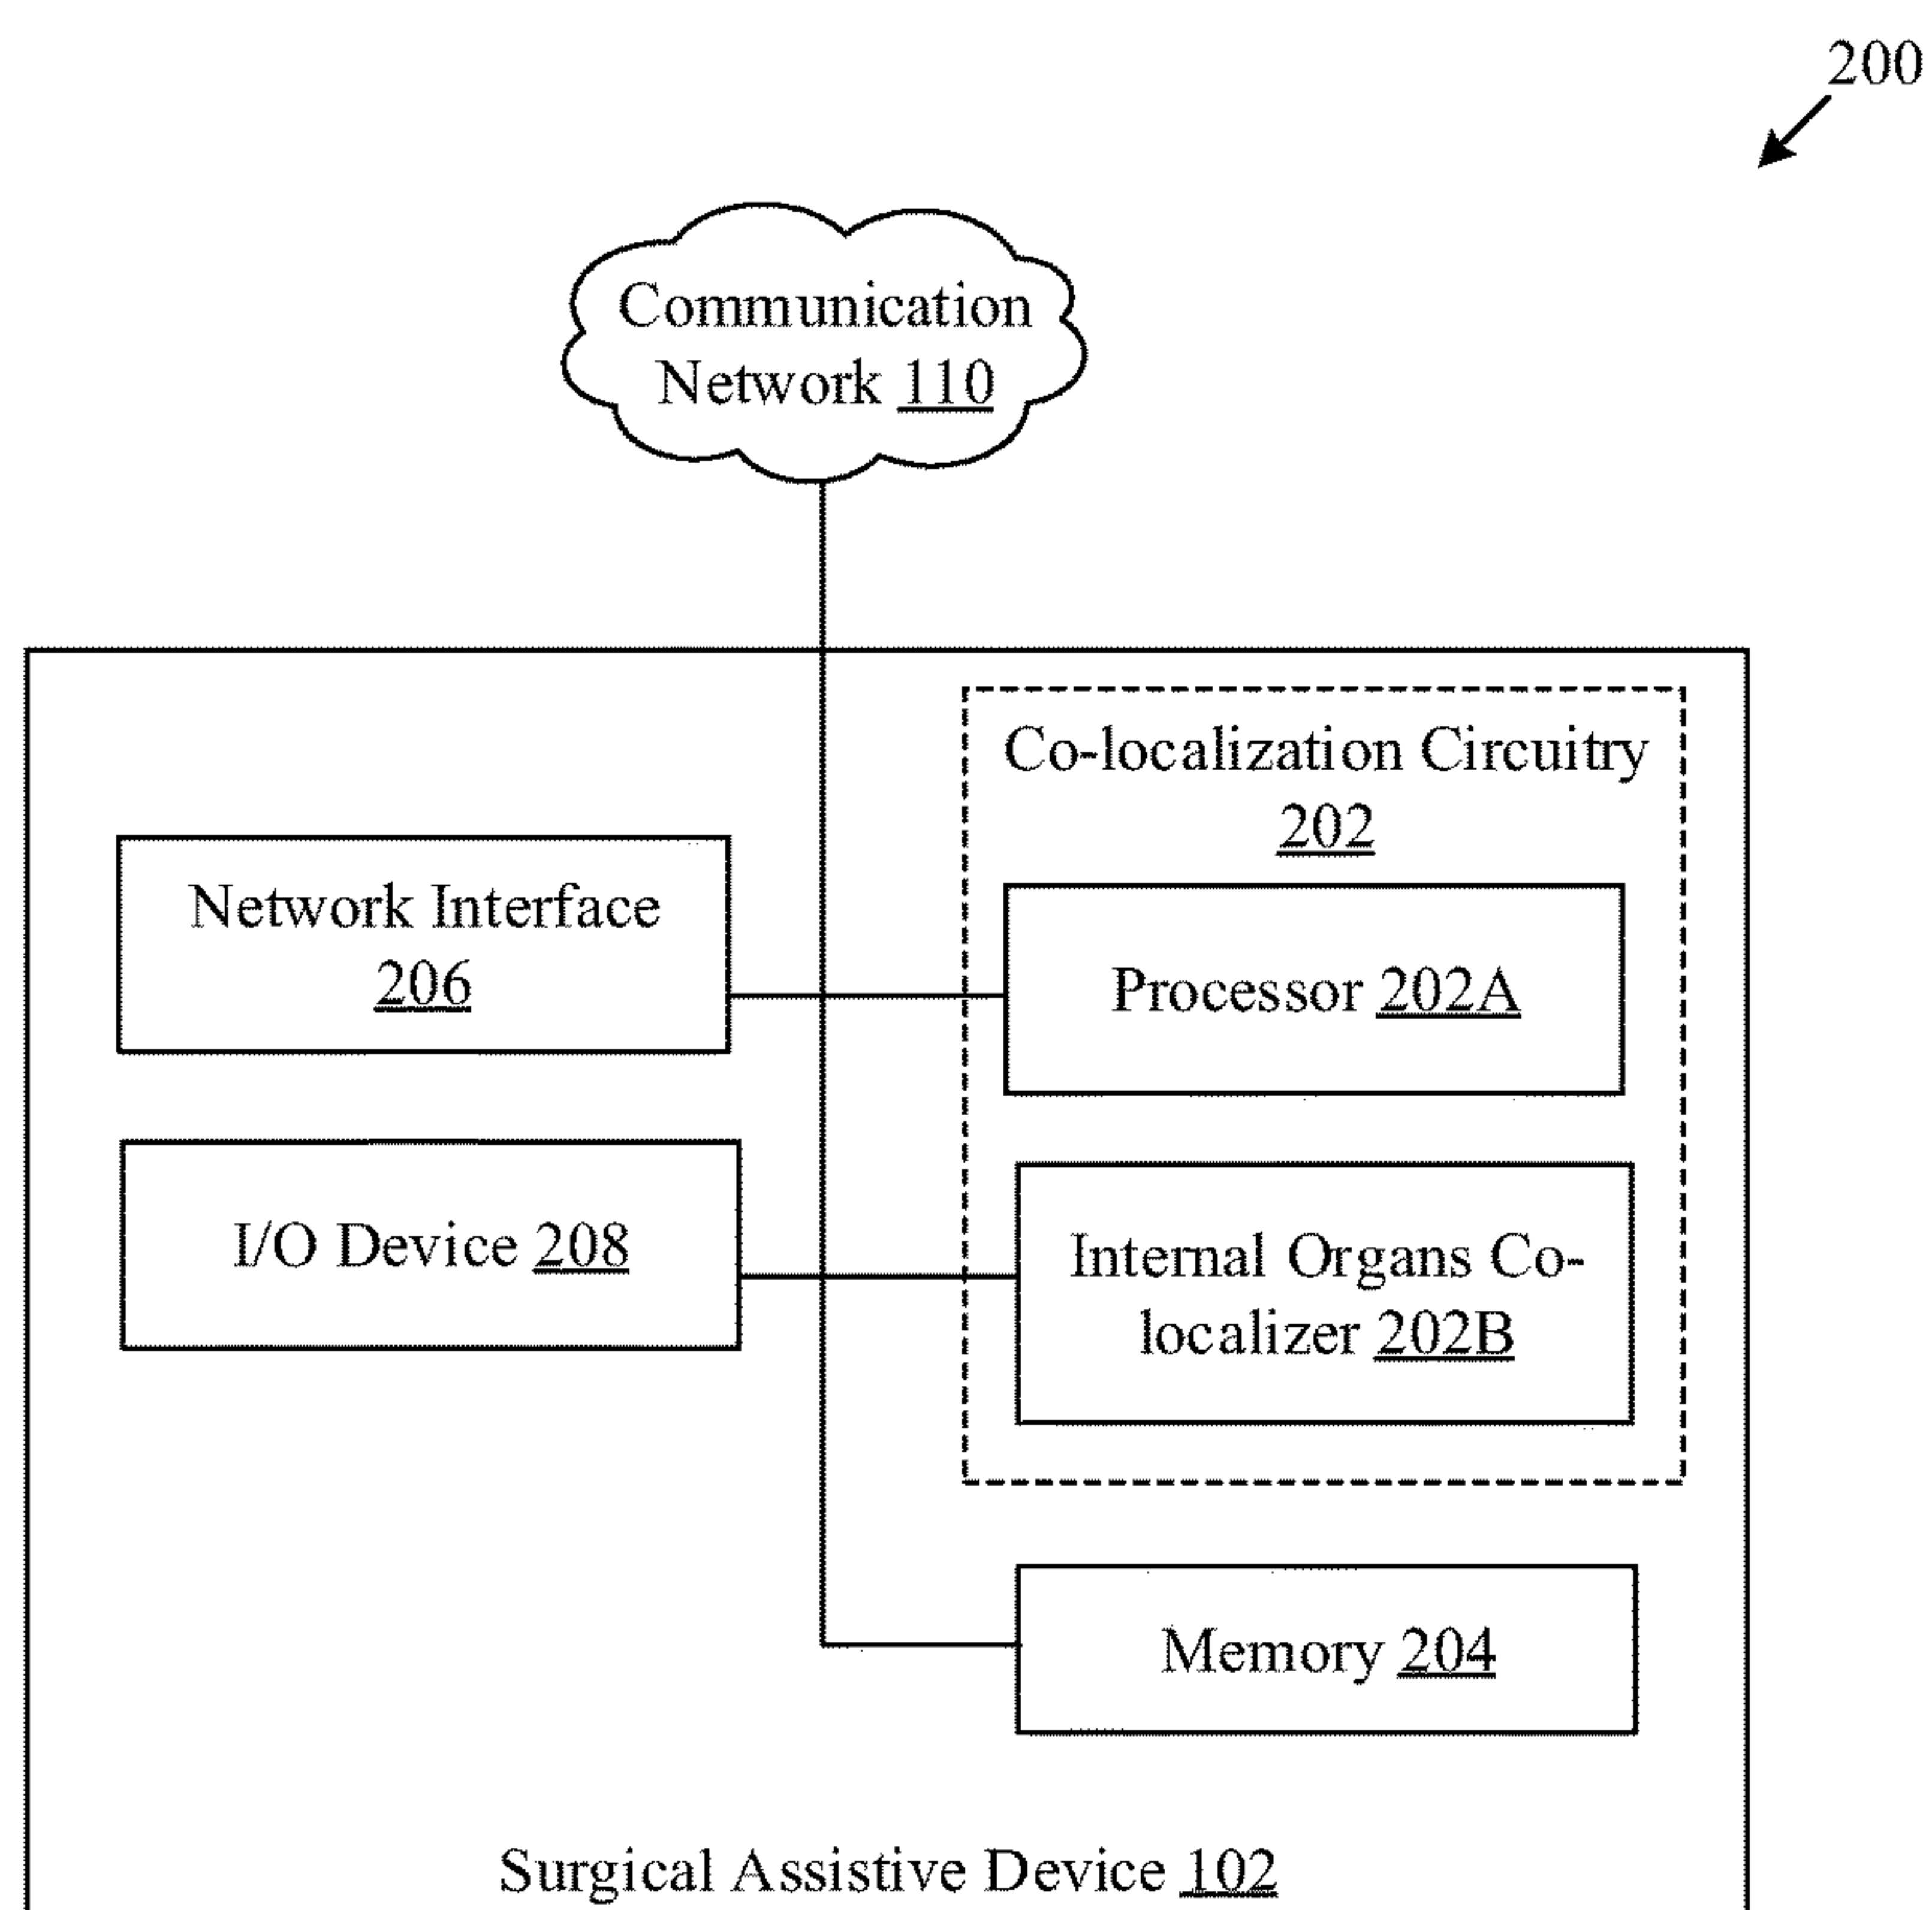 200
Communication
Network 110
Co-localization Circuitry
202
Network Interface
206
Processor 202A
I/O Device 208
Internal Organs Co-
localizer 202B
Memory 204
Surgical Assistive Device 102